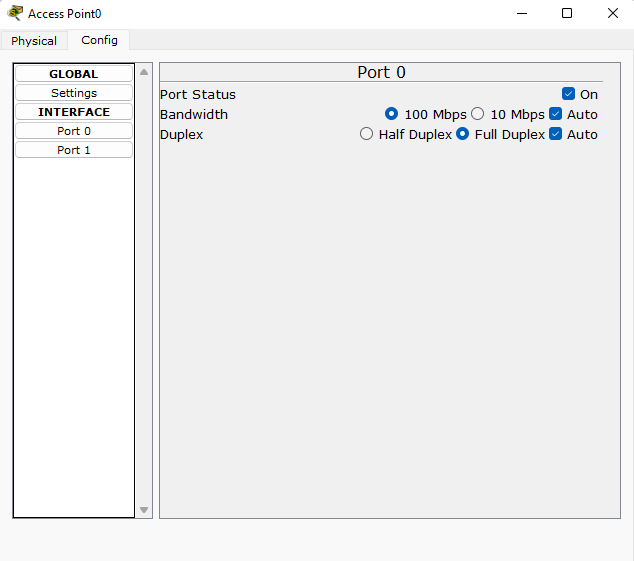 Access Point0
Physical
Config
GLOBAL
Settings
INTERFACE
Port 0
Port 1
Port 0
Port Status On
Bandwidth 100 Mbps 10 Mbps Auto
Duplex Half Duplex Full Duplex Auto